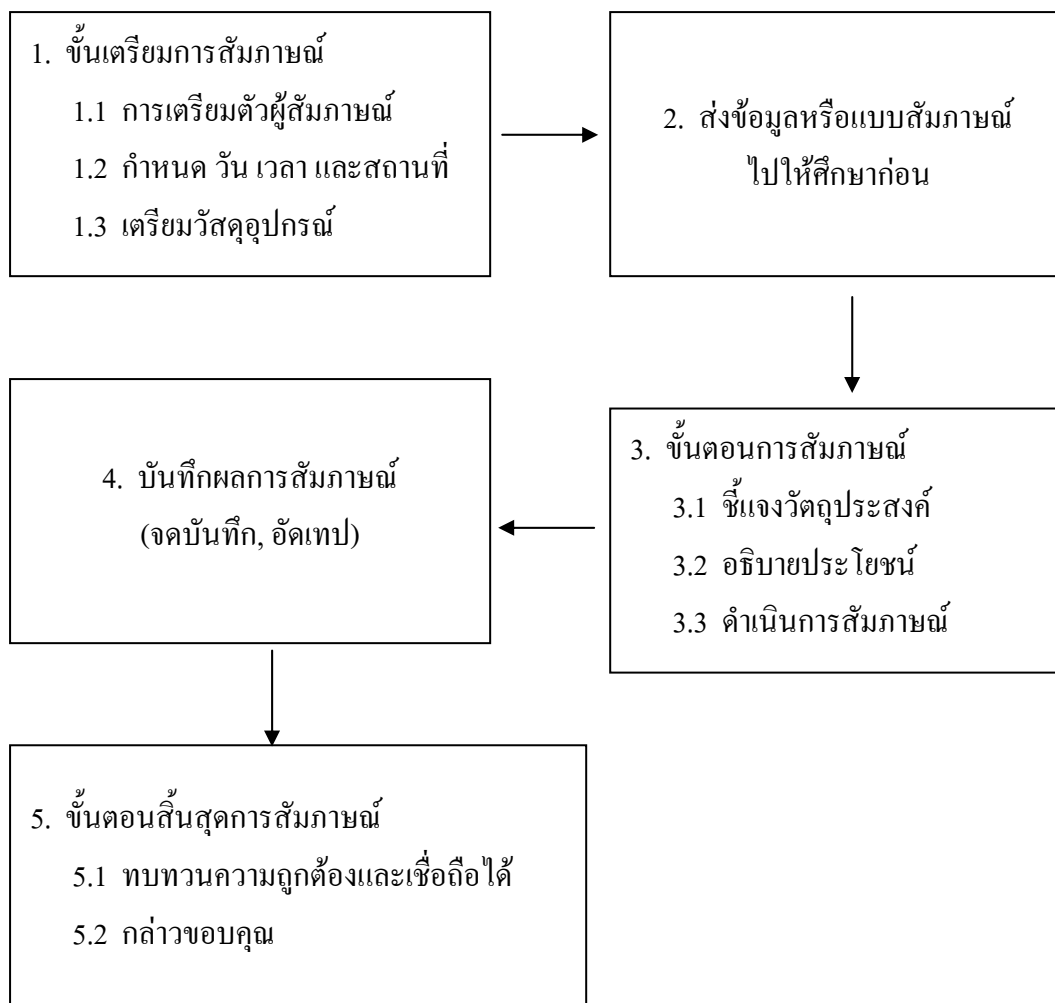 1. ขั้นเตรียมการสัมภาษณ์
1.1 การเตรียมตัวผู้สัมภาษณ์
1.2 กำหนด วัน เวลา และสถานที่
1.3 เตรียมวัสดุอุปกรณ์
2. ส่งข้อมูลหรือแบบสัมภาษณ์
ไปให้ศึกษาก่อน
3. ขั้นตอนการสัมภาษณ์
3.1 ชี้แจงวัตถุประสงค์
3.2 อธิบายประโยชน์
3.3 ดำเนินการสัมภาษณ์
4. บันทึกผลการสัมภาษณ์
(จดบันทึก, อัดเทป)
5. ขั้นตอนสิ้นสุดการสัมภาษณ์
5.1 ทบทวนความถูกต้องและเชื่อถือได้
5.2 กล่าวขอบคุณ